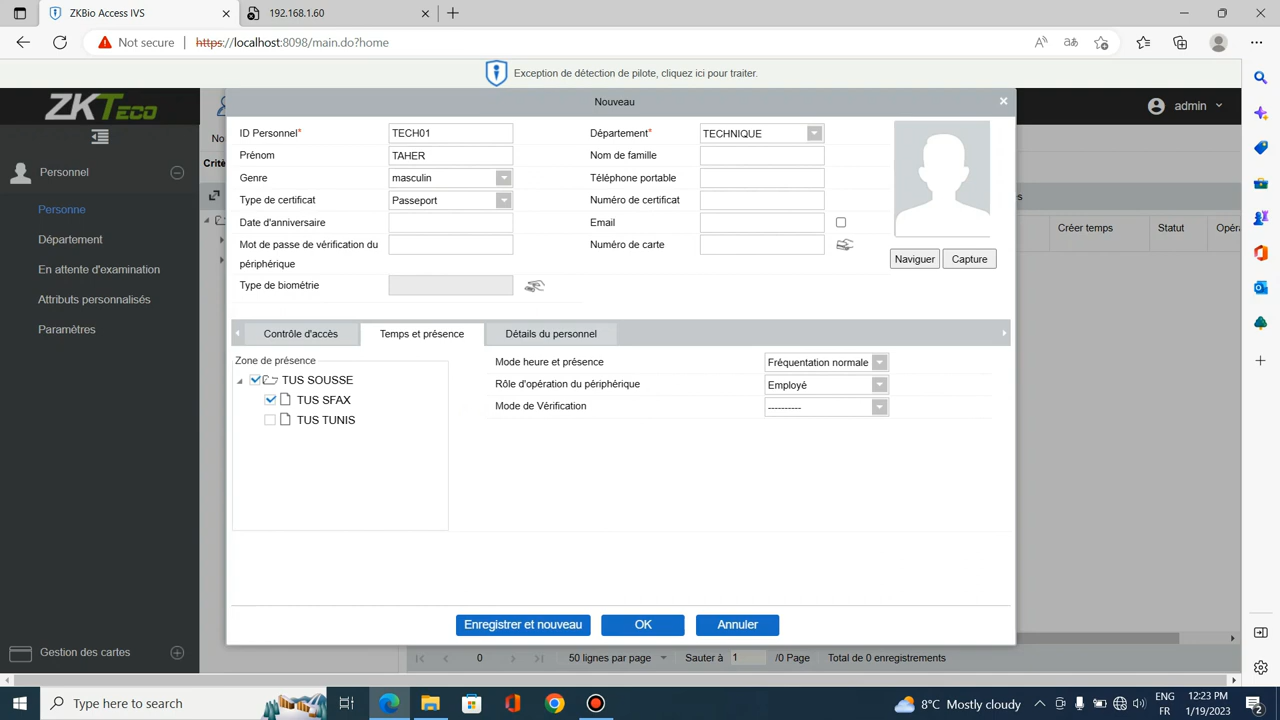 ZKBio Access IVS
192.168.1.60
Not secure
https://localhost:8098/main.do?home
Exception de détection de pilote, cliquez ici pour traiter.
ZKTeco
Nouveau
admin
ID Personnel*
TECH01
Département*
TECHNIQUE
No
Prénom
TAHER
Nom de famille
Critè
Personnel
Genre
masculin
Téléphone portable
Type de certificat
Passeport
Numéro de certificat
s
Personne
Date d'anniversaire
Email
Créer temps
Statut
Opéra
Département
Mot de passe de vérification du
périphérique
Numéro de carte
Naviguer
Capture
En attente d'examination
Type de biométrie
Attributs personnalisés
Paramètres
Contrôle d'accès
Temps et présence
Détails du personnel
Zone de présence
TUS SOUSSE
TUS SFAX
TUS TUNIS
Mode heure et présence
Fréquentation normale
Rôle d'opération du périphérique
Employé
Mode de Vérification
----------
Enregistrer et nouveau
OK
Annuler
Gestion des cartes
0
50 lignes par page
Sauter à
1
/0 Page
Total de 0 enregistrements
Type here to search
8°C Mostly cloudy
ENG
FR
12:23 PM
1/19/2023
2